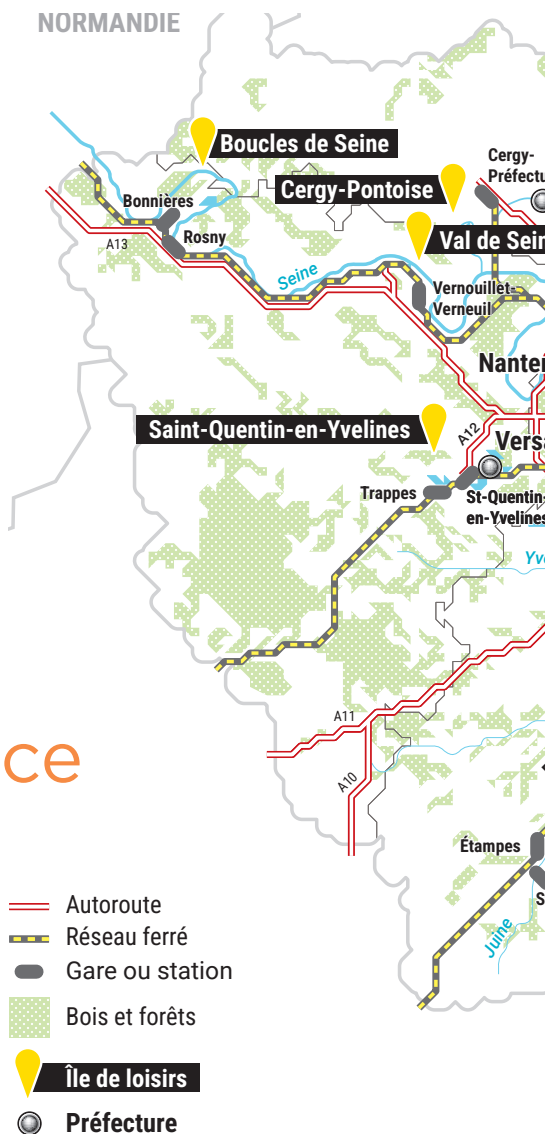 NORMANDIE
Boucles de Seine
Cergy-
Préfectu
Cergy-Pontoise
Bonnières
Rosny
A13
Val de Sein
Seine
Vernouillet-
Verneuil
Nante
Saint-Quentin-en-Yvelines
A12
Versa
Trappes
St-Quentin-
en-Yvelines
Yv
A11
ce
A10
Étampes
S
Juine
Autoroute
Réseau ferré
Gare ou station
Bois et forêts
Île de loisirs
Préfecture